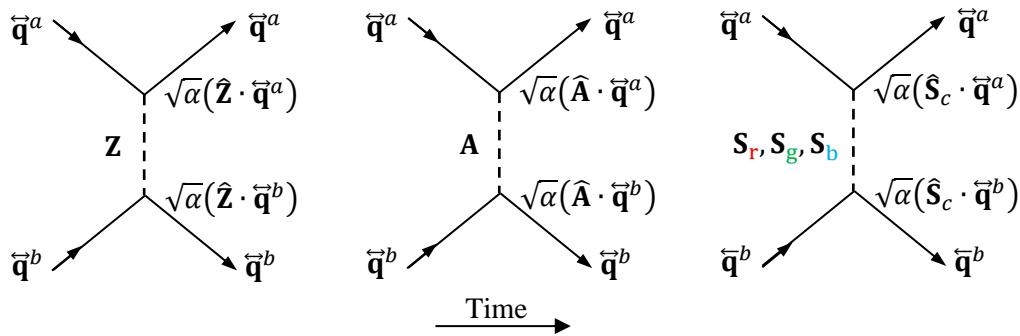 q⃡ᵃ q⃡ᵃ q⃡ᵃ q⃡ᵃ q⃡ᵃ q⃡ᵃ
√α(Ẑ · q⃡ᵃ) √α(Â · q⃡ᵃ) √α(Ŝ_c · q⃡ᵃ)
Z A S_r, S_g, S_b
√α(Ẑ · q⃡ᵇ) √α(Â · q⃡ᵇ) √α(Ŝ_c · q⃡ᵇ)
q⃡ᵇ q⃡ᵇ q⃡ᵇ q⃡ᵇ q̄ᵇ q̄ᵇ
Time